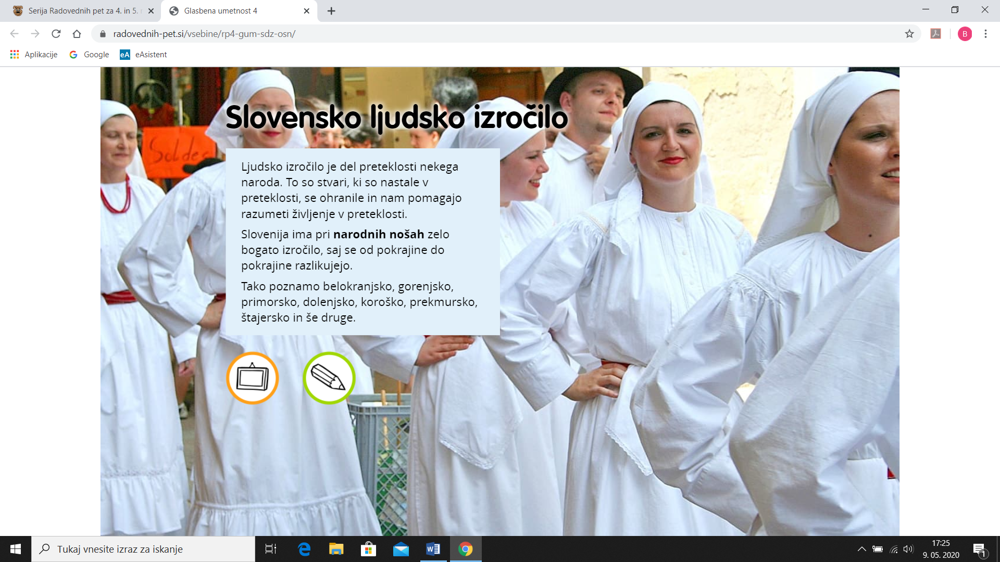 Serija Radovednih pet za 4. in 5. r
Glasbena umetnost 4
radovednih-pet.si/vsebine/rp4-gum-sdz-osn/
B
Aplikacije
Google
eA eAsistent
Slovensko ljudsko izročilo
Soldes
Ljudsko izročilo je del preteklosti nekega
naroda. To so stvari, ki so nastale v
preteklosti, se ohranile in nam pomagajo
razumeti življenje v preteklosti.
Slovenija ima pri narodnih nošah zelo
bogato izročilo, saj se od pokrajine do
pokrajine razlikujejo.
Tako poznamo belokranjsko, gorenjsko,
primorsko, dolenjsko, koroško, prekmursko,
štajersko in še druge.
Tukaj vnesite izraz za iskanje
17:25
9. 05. 2020
1